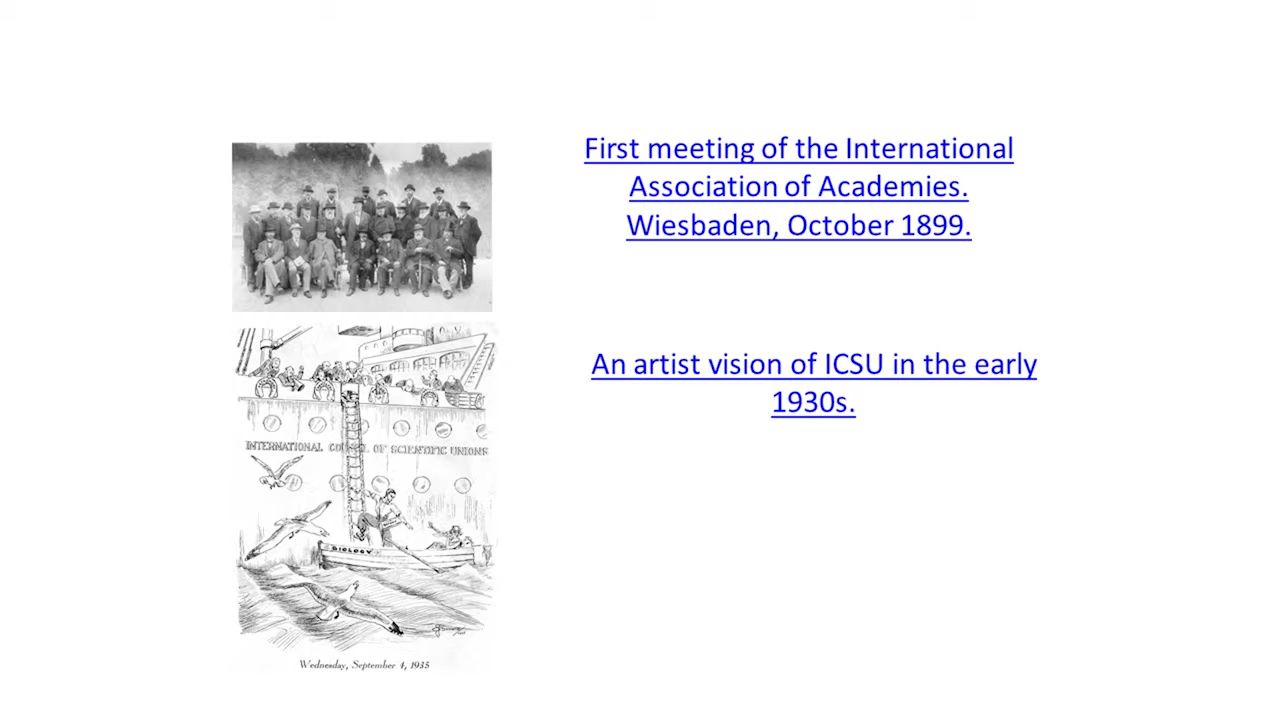 First meeting of the International
Association of Academies.
Wiesbaden, October 1899.
An artist vision of ICSU in the early
1930s.
INTERNATIONAL COUNCIL OF SCIENTIFIC UNIONS
BIOLOGY
Wednesday, September 4, 1935